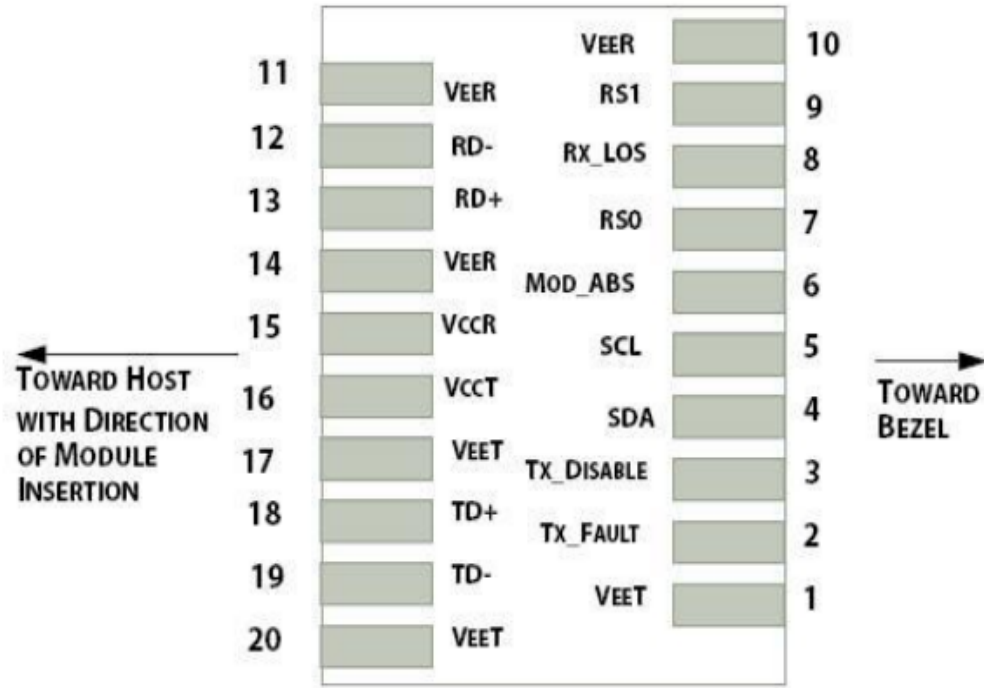 VEER 10
11 VEER
RS1 9
12 RD-
RX_LOS 8
13 RD+
RS0 7
14 VEER
MOD_ABS 6
15 VCCR
SCL 5
TOWARD HOST
WITH DIRECTION
OF MODULE
INSERTION
TOWARD
BEZEL
16 VCCT
SDA 4
17 VEET
TX_DISABLE 3
18 TD+
TX_FAULT 2
19 TD-
VEET 1
20 VEET